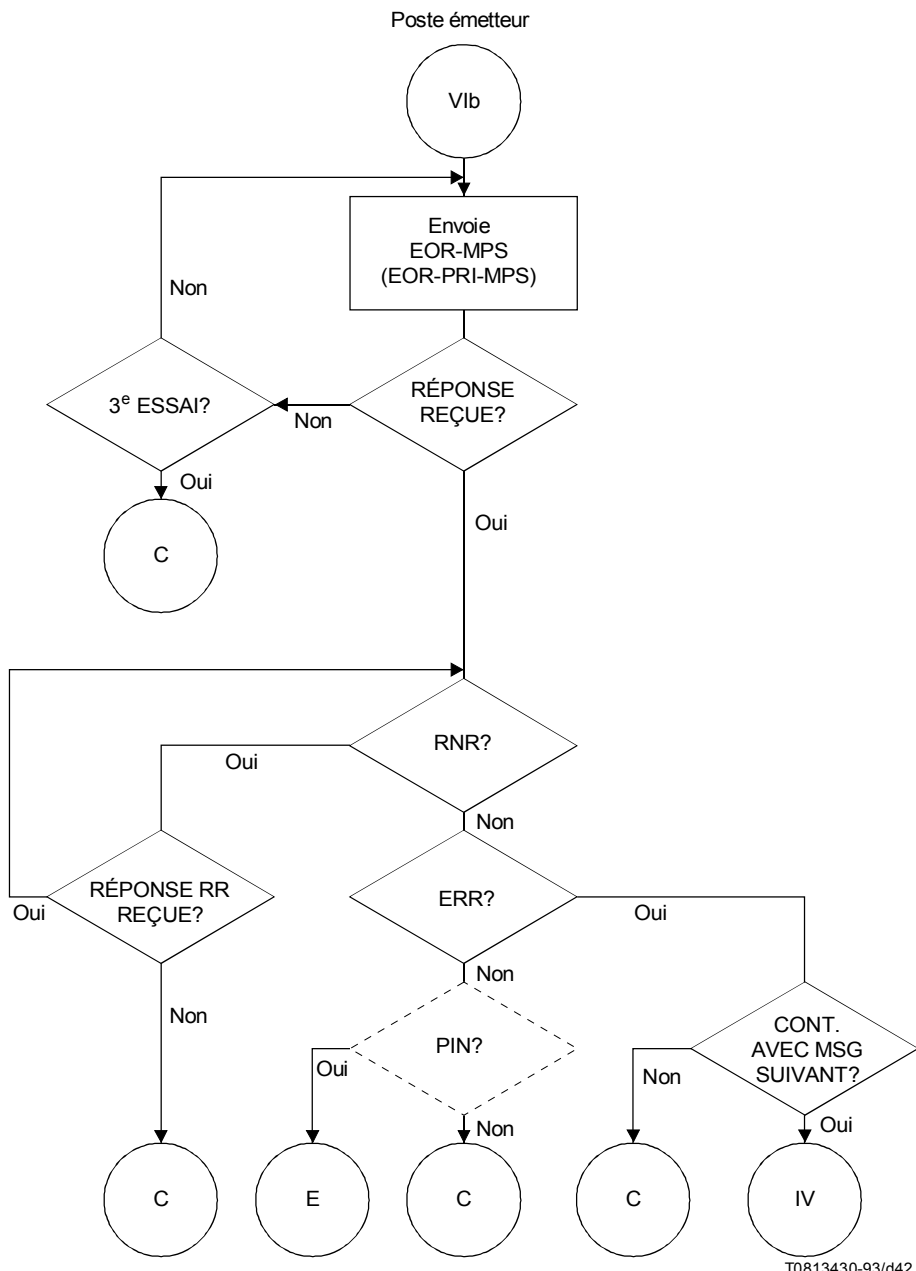 Poste émetteur
VIb
Envoie
EOR-MPS
(EOR-PRI-MPS)
Non
3e ESSAI?
Non
RÉPONSE
REÇUE?
Oui
C
Oui
RNR?
Oui
Non
RÉPONSE RR
REÇUE?
Oui
ERR?
Oui
Non
Non
PIN?
Oui
Non
CONT.
AVEC MSG
SUIVANT?
Non
Oui
C
E
C
C
IV
T0813430-93/d42